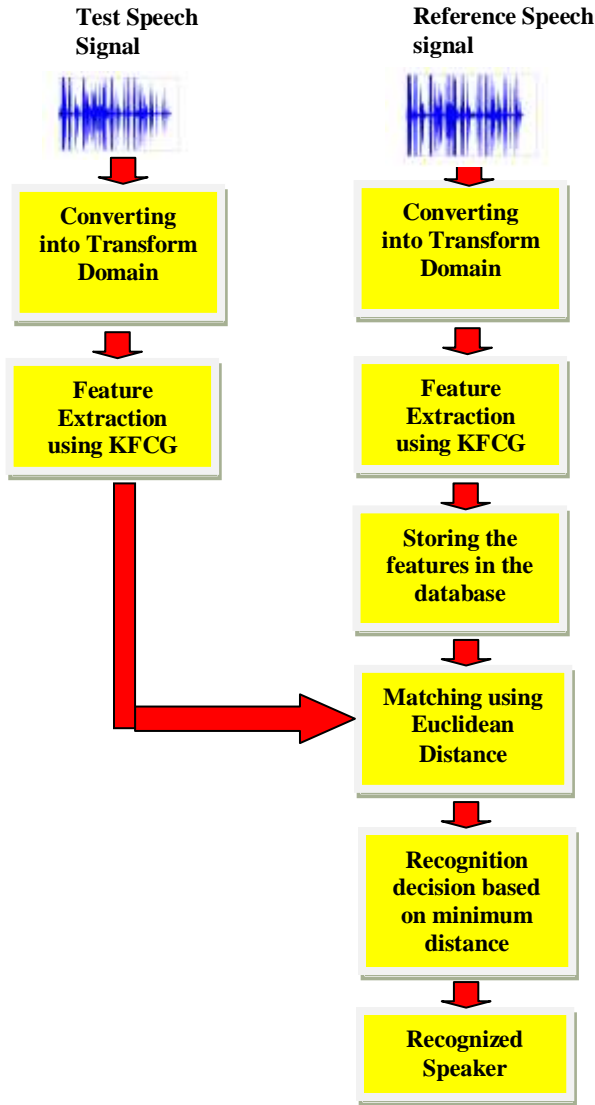 Test Speech
Signal
Reference Speech
signal
Converting
into Transform
Domain
Converting
into Transform
Domain
Feature
Extraction
using KFCG
Feature
Extraction
using KFCG
Storing the
features in the
database
Matching using
Euclidean
Distance
Recognition
decision based
on minimum
distance
Recognized
Speaker